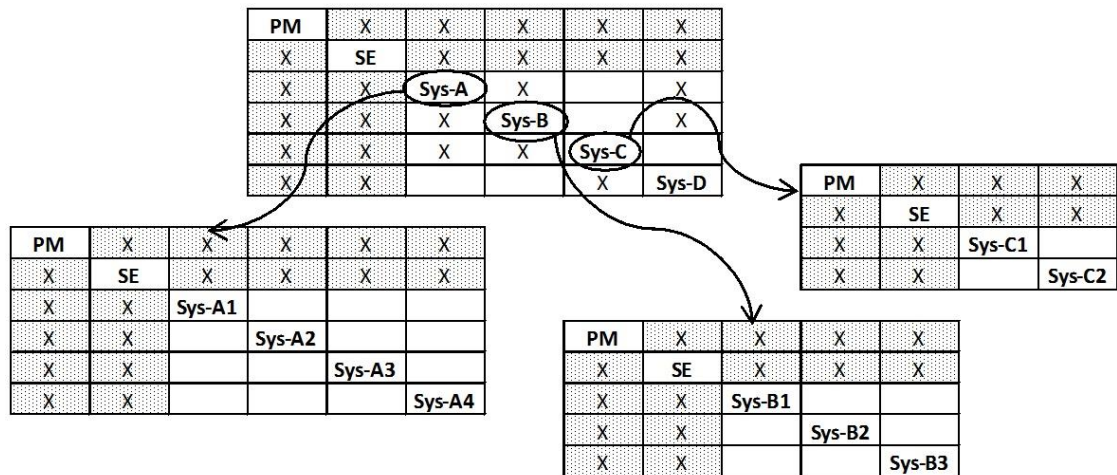 PM X X X X X
X SE X X X X
X X Sys-A X X
X X X Sys-B X
X X X X Sys-C
X X X Sys-D
PM X X X
X SE X X
X X Sys-C1
X X Sys-C2
PM X X X X X
X SE X X X X
X X Sys-A1
X X Sys-A2
X X Sys-A3
X X Sys-A4
PM X X X X
X SE X X X
X X Sys-B1
X X Sys-B2
X X Sys-B3